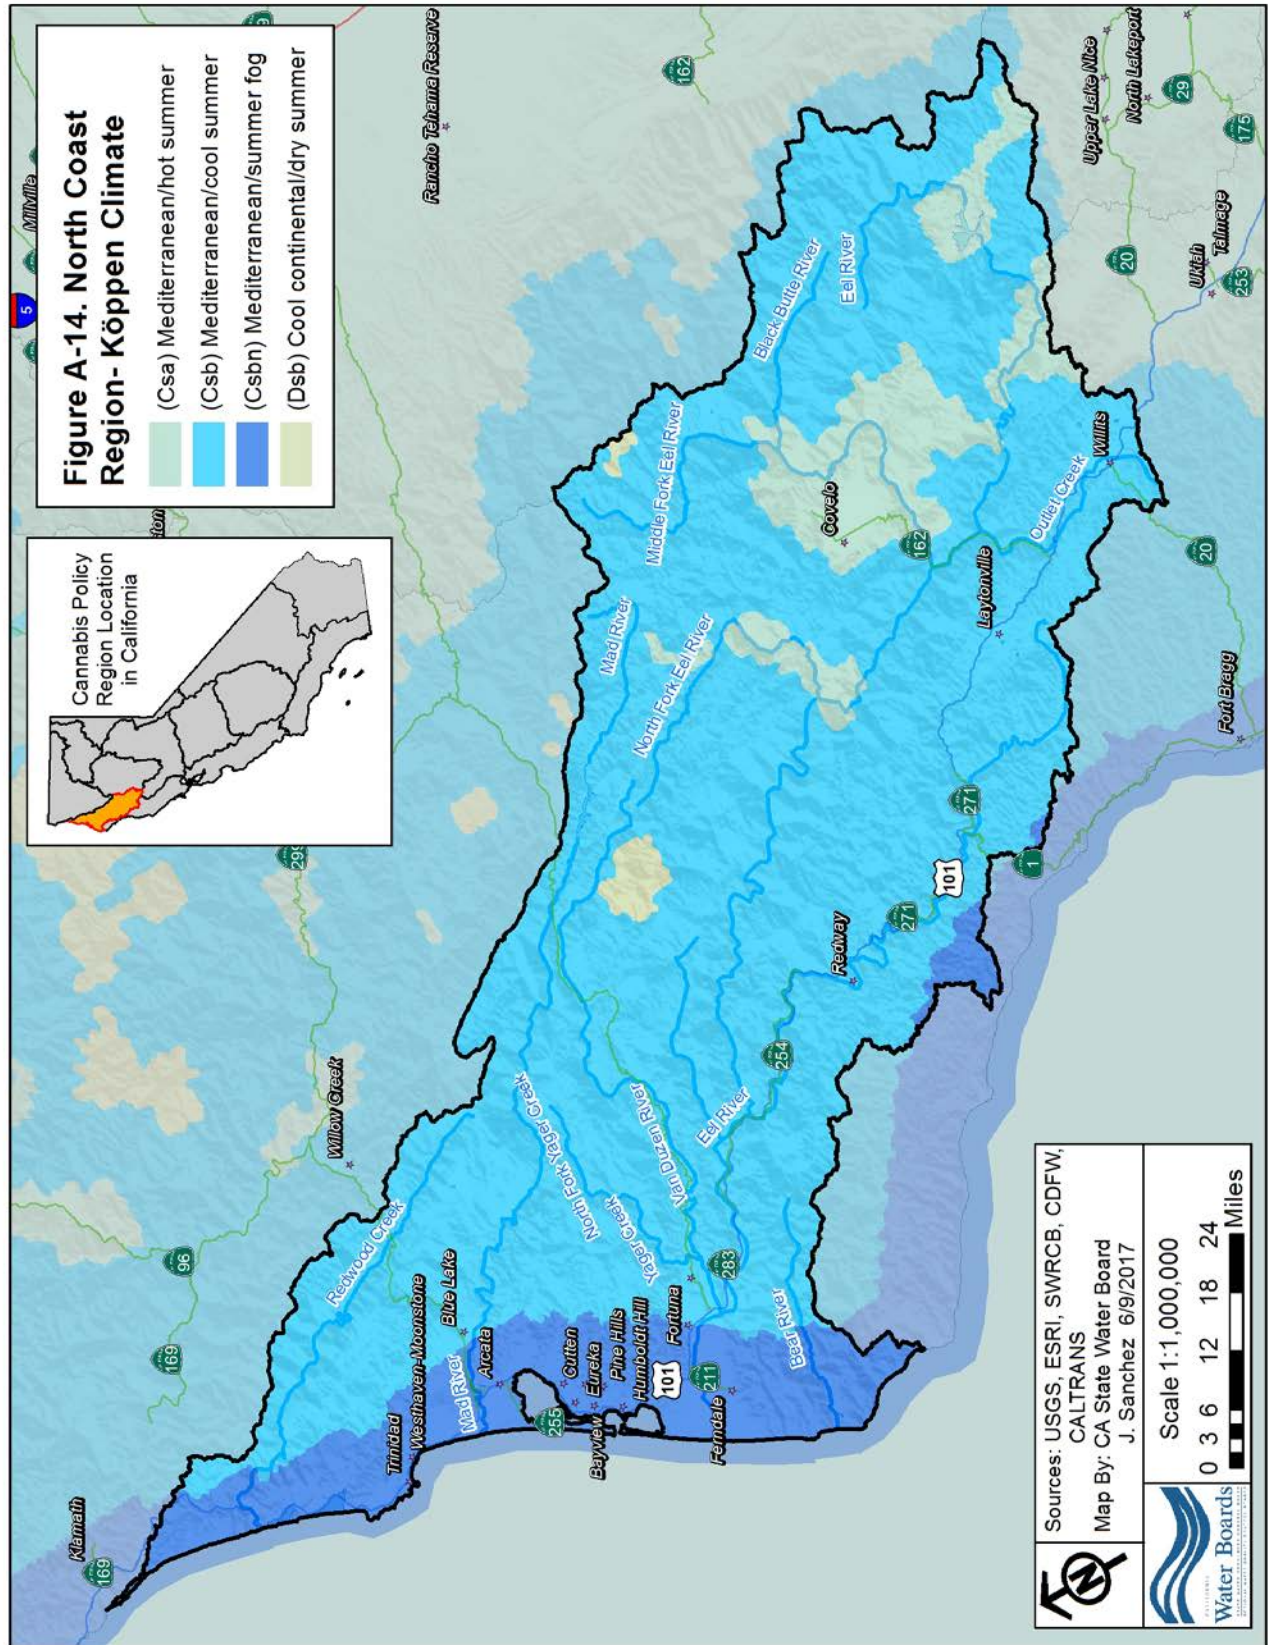 Figure A-14. North Coast
Region- Köppen Climate
(Csa) Mediterranean/hot summer
(Csb) Mediterranean/cool summer
(Csbn) Mediterranean/summer fog
(Dsb) Cool continental/dry summer
Cannabis Policy
Region Location
in California
Millville
5
Rancho Tehama Reserve
162
Upper Lake Nice
North Lakeport
29
175
20
Ukiah
Talmage
253
299
Willow Creek
96
169
Klamath
169
Redwood Creek
Trinidad
Westhaven-Moonstone
Blue Lake
Mad River
Arcata
255
Cutten
Eureka
Pine Hills
Humboldt Hill
Bayview
101
Fortuna
211
Ferndale
283
Bear River
North Fork Yager Creek
Yager Creek
Van Duzen River
Eel River
254
Redway
271
101
271
1
Mad River
North Fork Eel River
Middle Fork Eel River
Black Butte River
Eel River
Covelo
162
Laytonville
Outlet Creek
Willits
20
Fort Bragg
N
Sources: USGS, ESRI, SWRCB, CDFW,
CALTRANS
Map By: CA State Water Board
J. Sanchez 6/9/2017
CALIFORNIA
Water Boards
Scale 1:1,000,000
0 3 6 12 18 24
Miles